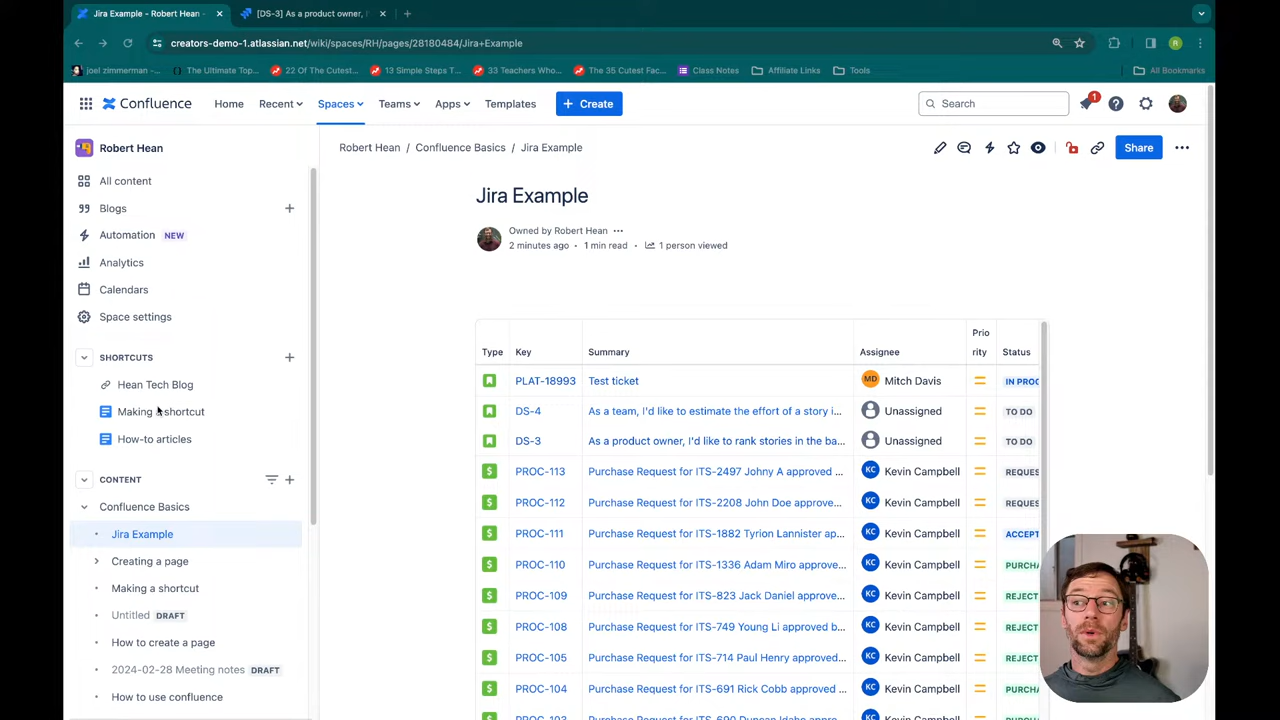 Jira Example - Robert Hean -
[DS-3] As a product owner, I
creators-demo-1.atlassian.net/wiki/spaces/RH/pages/28180484/Jira+Example
R
joel zimmerman -...
The Ultimate Top...
22 Of The Cutest...
13 Simple Steps T...
33 Teachers Who...
The 35 Cutest Fac...
Class Notes
Affiliate Links
Tools
All Bookmarks
Confluence
Home
Recent
Spaces
Teams
Apps
Templates
+ Create
Search
1
Robert Hean
All content
Blogs
Automation NEW
Analytics
Calendars
Space settings
SHORTCUTS
Hean Tech Blog
Making a shortcut
How-to articles
CONTENT
Confluence Basics
Jira Example
Creating a page
Making a shortcut
Untitled DRAFT
How to create a page
2024-02-28 Meeting notes DRAFT
How to use confluence
Robert Hean / Confluence Basics / Jira Example
Share
Jira Example
Owned by Robert Hean
2 minutes ago • 1 min read • 1 person viewed
Type Key Summary Assignee Priority Status
PLAT-18993 Test ticket MD Mitch Davis IN PROC
DS-4 As a team, I'd like to estimate the effort of a story i... Unassigned TO DO
DS-3 As a product owner, I'd like to rank stories in the ba... Unassigned TO DO
PROC-113 Purchase Request for ITS-2497 Johny A approved ... KC Kevin Campbell REQUES
PROC-112 Purchase Request for ITS-2208 John Doe approve... KC Kevin Campbell REQUES
PROC-111 Purchase Request for ITS-1882 Tyrion Lannister ap... KC Kevin Campbell ACCEPT
PROC-110 Purchase Request for ITS-1336 Adam Miro approve... KC Kevin Campbell PURCHA
PROC-109 Purchase Request for ITS-823 Jack Daniel approved... KC Kevin Campbell REJECT
PROC-108 Purchase Request for ITS-749 Young Li approved b... KC Kevin Campbell REJECT
PROC-105 Purchase Request for ITS-714 Paul Henry approved... KC Kevin Campbell REJECT
PROC-104 Purchase Request for ITS-691 Rick Cobb approved ... KC Kevin Campbell PURCHA